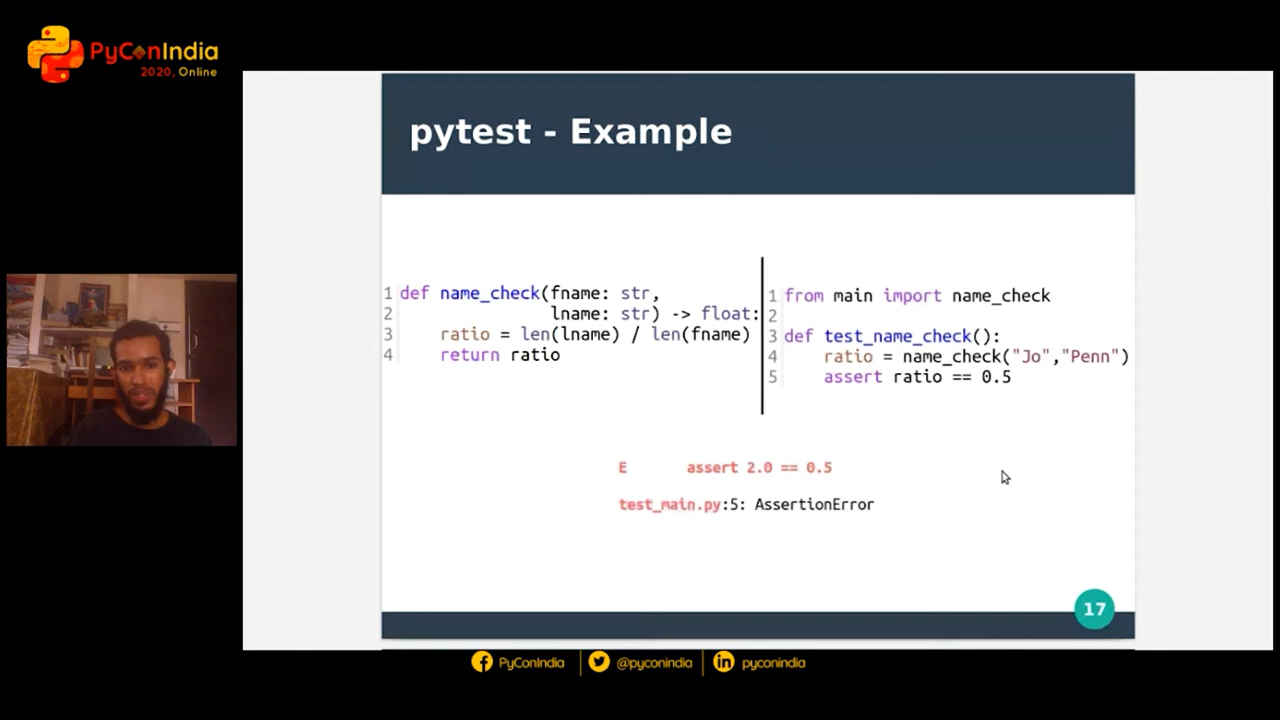 PyConIndia
2020, Online
pytest - Example
1 def name_check(fname: str,
2 lname: str) -> float:
3 ratio = len(lname) / len(fname)
4 return ratio
1 from main import name_check
2
3 def test_name_check():
4 ratio = name_check("Jo","Penn")
5 assert ratio == 0.5
E assert 2.0 == 0.5
test_main.py:5: AssertionError
17
PyConIndia
@pyconindia
pyconindia